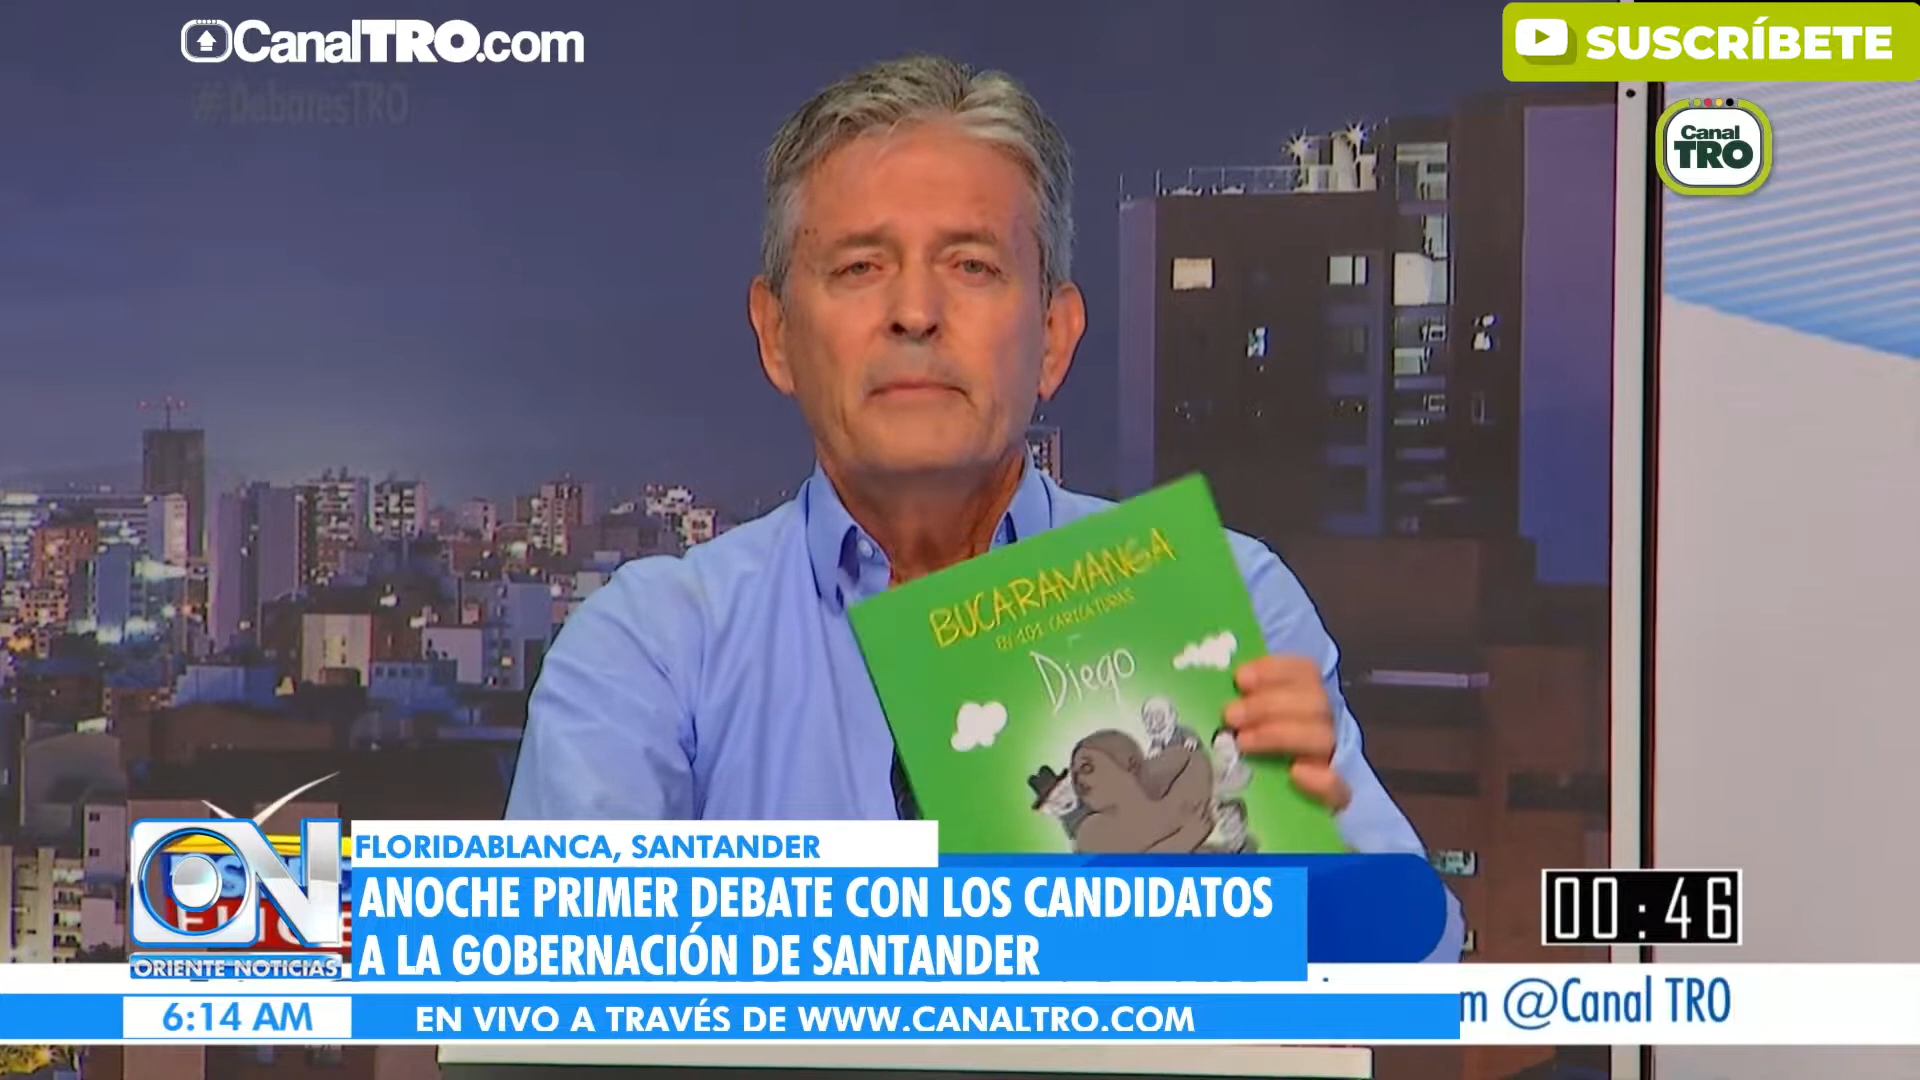 CanalTRO.com
SUSCRÍBETE
#DebatesTRO
Canal
TRO
BUCARAMANGA
EN 101 CARICATURAS
por
Diego
FLORIDABLANCA, SANTANDER
ANOCHE PRIMER DEBATE CON LOS CANDIDATOS
A LA GOBERNACIÓN DE SANTANDER
ON
ORIENTE NOTICIAS
00:46
6:14 AM
EN VIVO A TRAVÉS DE WWW.CANALTRO.COM
m @Canal TRO